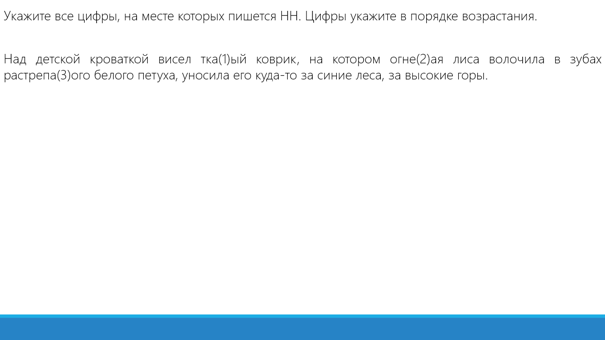 Укажите все цифры, на месте которых пишется НН. Цифры укажите в порядке возрастания.
Над детской кроваткой висел тка(1)ый коврик, на котором огне(2)ая лиса волочила в зубах
растрепа(3)ого белого петуха, уносила его куда-то за синие леса, за высокие горы.